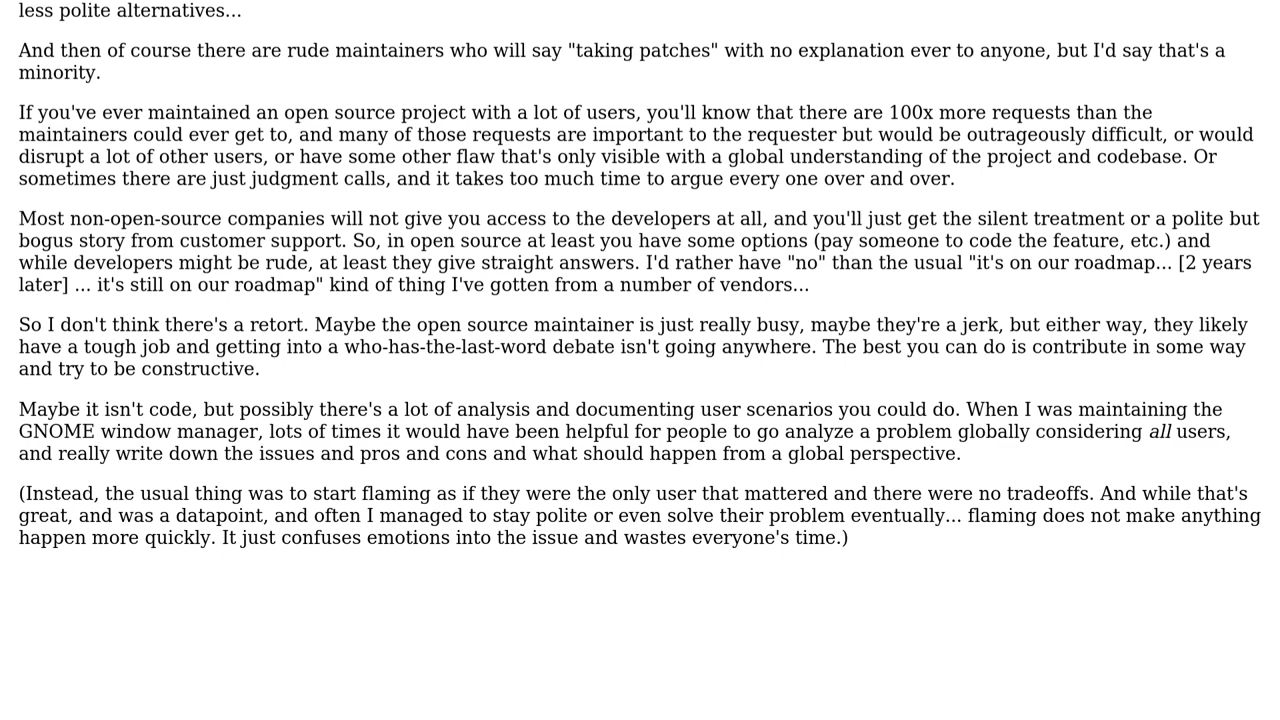 less polite alternatives...
And then of course there are rude maintainers who will say "taking patches" with no explanation ever to anyone, but I'd say that's a
minority.
If you've ever maintained an open source project with a lot of users, you'll know that there are 100x more requests than the
maintainers could ever get to, and many of those requests are important to the requester but would be outrageously difficult, or would
disrupt a lot of other users, or have some other flaw that's only visible with a global understanding of the project and codebase. Or
sometimes there are just judgment calls, and it takes too much time to argue every one over and over.
Most non-open-source companies will not give you access to the developers at all, and you'll just get the silent treatment or a polite but
bogus story from customer support. So, in open source at least you have some options (pay someone to code the feature, etc.) and
while developers might be rude, at least they give straight answers. I'd rather have "no" than the usual "it's on our roadmap... [2 years
later] ... it's still on our roadmap" kind of thing I've gotten from a number of vendors...
So I don't think there's a retort. Maybe the open source maintainer is just really busy, maybe they're a jerk, but either way, they likely
have a tough job and getting into a who-has-the-last-word debate isn't going anywhere. The best you can do is contribute in some way
and try to be constructive.
Maybe it isn't code, but possibly there's a lot of analysis and documenting user scenarios you could do. When I was maintaining the
GNOME window manager, lots of times it would have been helpful for people to go analyze a problem globally considering all users,
and really write down the issues and pros and cons and what should happen from a global perspective.
(Instead, the usual thing was to start flaming as if they were the only user that mattered and there were no tradeoffs. And while that's
great, and was a datapoint, and often I managed to stay polite or even solve their problem eventually... flaming does not make anything
happen more quickly. It just confuses emotions into the issue and wastes everyone's time.)